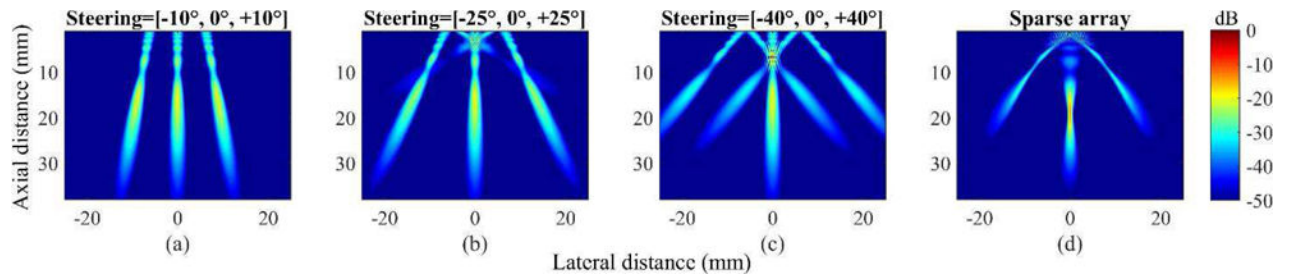 Steering=[-10°, 0°, +10°] Steering=[-25°, 0°, +25°] Steering=[-40°, 0°, +40°] Sparse array dB
Axial distance (mm)
10 10 10 10
20 20 20 20
30 30 30 30
0
-10
-20
-30
-40
-50
-20 0 20 -20 0 20 -20 0 20 -20 0 20
(a) (b) (c) (d)
Lateral distance (mm)